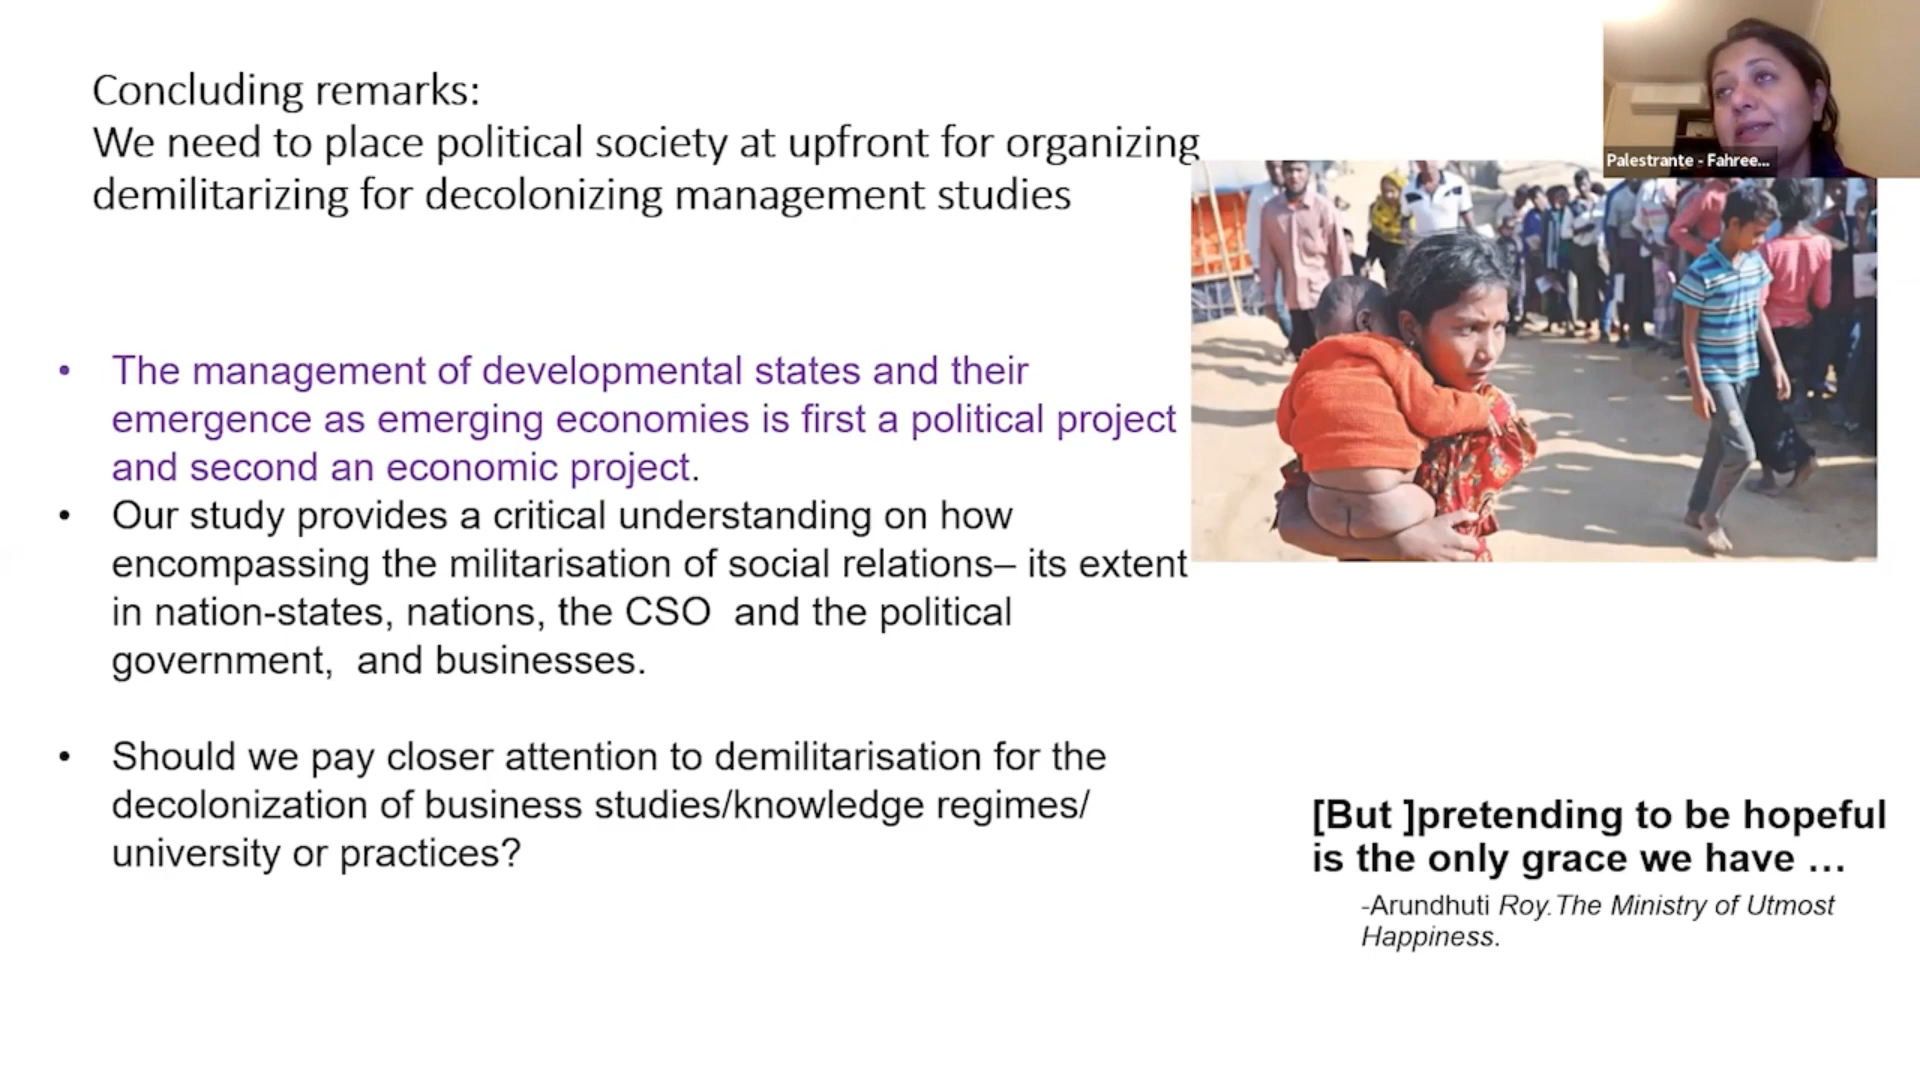 Concluding remarks:
We need to place political society at upfront for organizing
demilitarizing for decolonizing management studies
Palestrante - Fahree...
• The management of developmental states and their
emergence as emerging economies is first a political project
and second an economic project.
• Our study provides a critical understanding on how
encompassing the militarisation of social relations– its extent
in nation-states, nations, the CSO and the political
government, and businesses.
• Should we pay closer attention to demilitarisation for the
decolonization of business studies/knowledge regimes/
university or practices?
[But ]pretending to be hopeful
is the only grace we have …
-Arundhuti Roy.The Ministry of Utmost
Happiness.